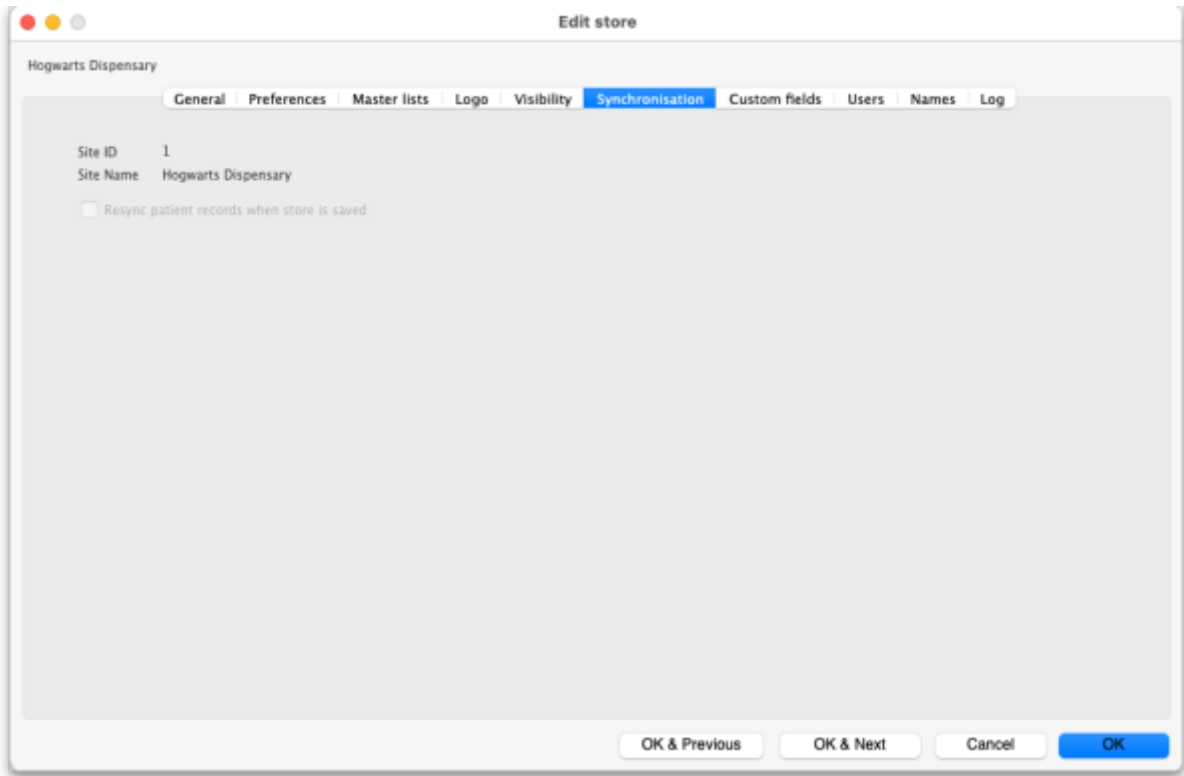 Edit store
Hogwarts Dispensary
General Preferences Master lists Logo Visibility Synchronisation Custom fields Users Names Log
Site ID 1
Site Name Hogwarts Dispensary
Resync patient records when store is saved
OK & Previous OK & Next Cancel OK